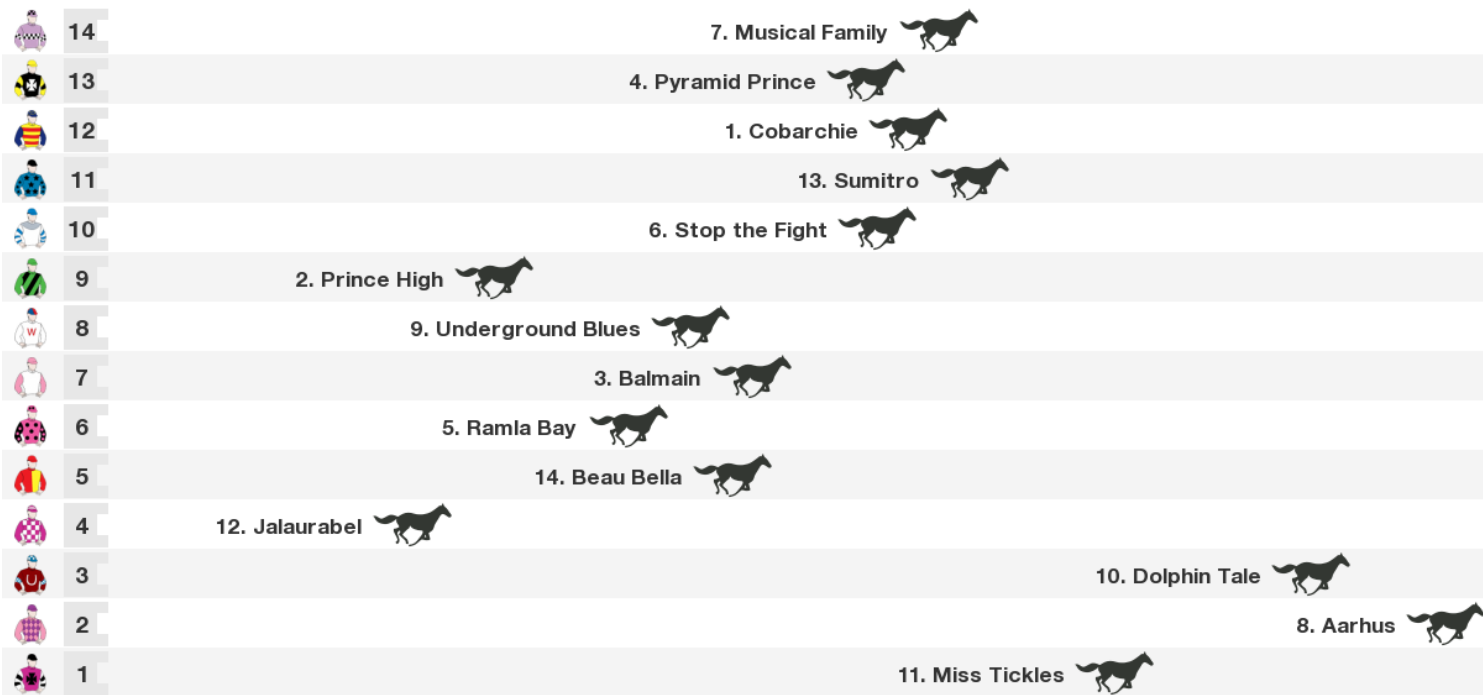 14 7. Musical Family
13 4. Pyramid Prince
12 1. Cobarchie
11 13. Sumitro
10 6. Stop the Fight
9 2. Prince High
W 8 9. Underground Blues
7 3. Balmain
6 5. Ramla Bay
5 14. Beau Bella
4 12. Jalaurabel
U 3 10. Dolphin Tale
2 8. Aarhus
1 11. Miss Tickles